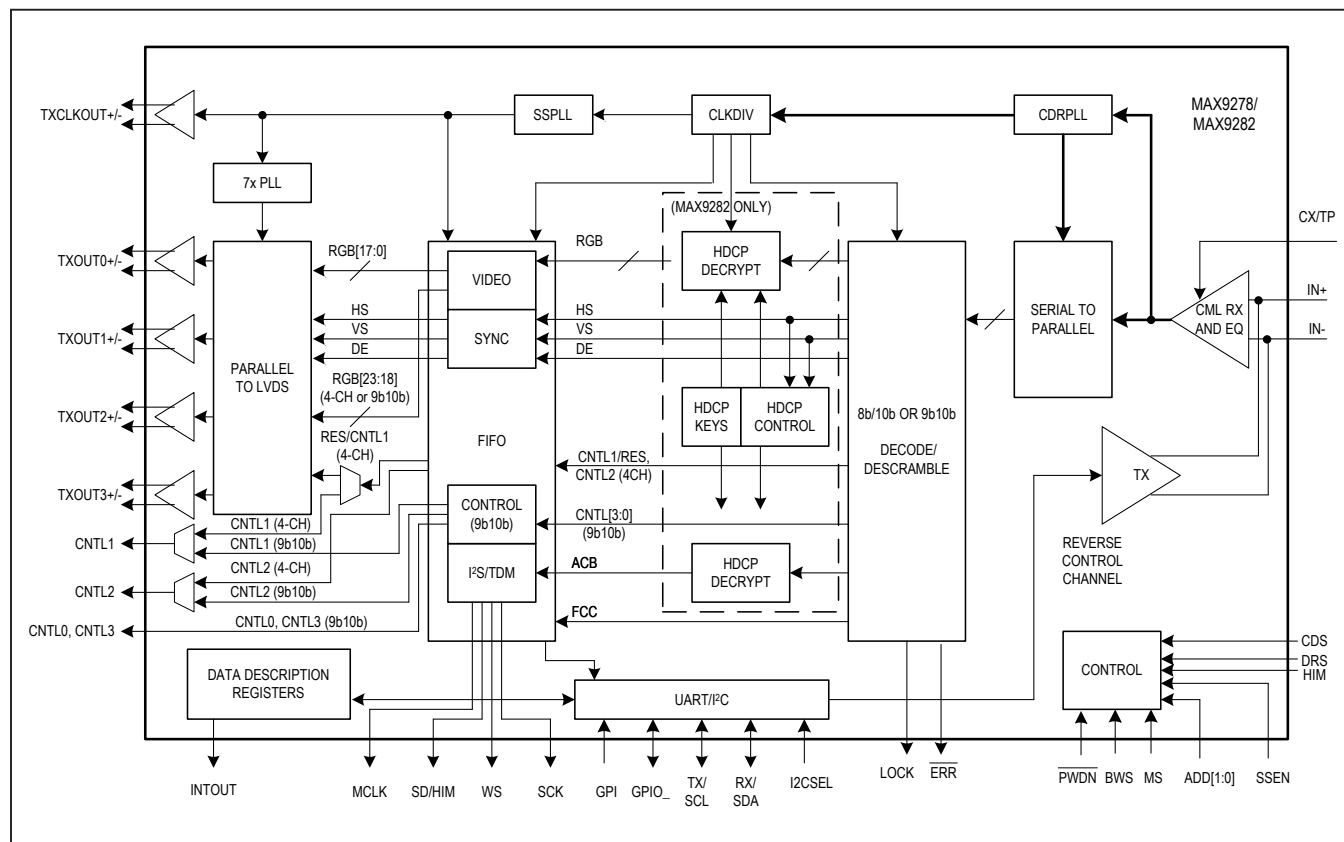 MAX9278/
MAX9282
TXCLKOUT+/-
SSPLL
CLKDIV
CDRPLL
7x PLL
(MAX9282 ONLY)
CX/TP
TXOUT0+/-
RGB[17:0]
VIDEO
RGB
HDCP
DECRYPT
SERIAL TO
PARALLEL
CML RX
AND EQ
IN+
IN-
TXOUT1+/-
HS
VS
DE
SYNC
HS
VS
DE
PARALLEL
TO LVDS
RGB[23:18]
(4-CH or 9b10b)
TXOUT2+/-
RES/CNTL1
(4-CH)
FIFO
HDCP
KEYS
HDCP
CONTROL
8b/10b OR 9b10b
DECODE/
DESCRAMBLE
CNTL1/RES,
CNTL2 (4CH)
TX
TXOUT3+/-
CONTROL
(9b10b)
CNTL[3:0]
(9b10b)
CNTL1 (4-CH)
CNTL1
CNTL1 (9b10b)
CNTL2 (4-CH)
CNTL2
CNTL2 (9b10b)
I²S/TDM
ACB
HDCP
DECRYPT
REVERSE
CONTROL
CHANNEL
CNTL0, CNTL3
CNTL0, CNTL3 (9b10b)
FCC
DATA DESCRIPTION
REGISTERS
UART/I²C
CONTROL
CDS
DRS
HIM
INTOUT
MCLK
SD/HIM
WS
SCK
GPI
GPIO_
TX/
SCL
RX/
SDA
I2CSEL
LOCK
ERR
PWDN
BWS
MS
ADD[1:0]
SSEN